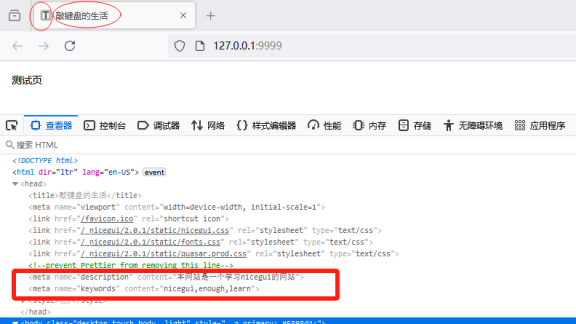 T 敲键盘的生活
127.0.0.1:9999
测试页
查看器 控制台 调试器 网络 样式编辑器 性能 内存 存储 无障碍环境 应用程序
搜索 HTML
<!DOCTYPE html>
<html dir="ltr" lang="en-US"> event
<head>
<title>敲键盘的生活</title>
<meta name="viewport" content="width=device-width, initial-scale=1">
<link href="/favicon.ico" rel="shortcut icon">
<link href="/_nicegui/2.0.1/static/nicegui.css" rel="stylesheet" type="text/css">
<link href="/_nicegui/2.0.1/static/fonts.css" rel="stylesheet" type="text/css">
<link href="/_nicegui/2.0.1/static/quasar.prod.css" rel="stylesheet" type="text/css">
<!--prevent Prettier from removing this line-->
<meta name="description" content="本网站是一个学习nicegui的网站">
<meta name="keywords" content="nicegui,enough,learn">